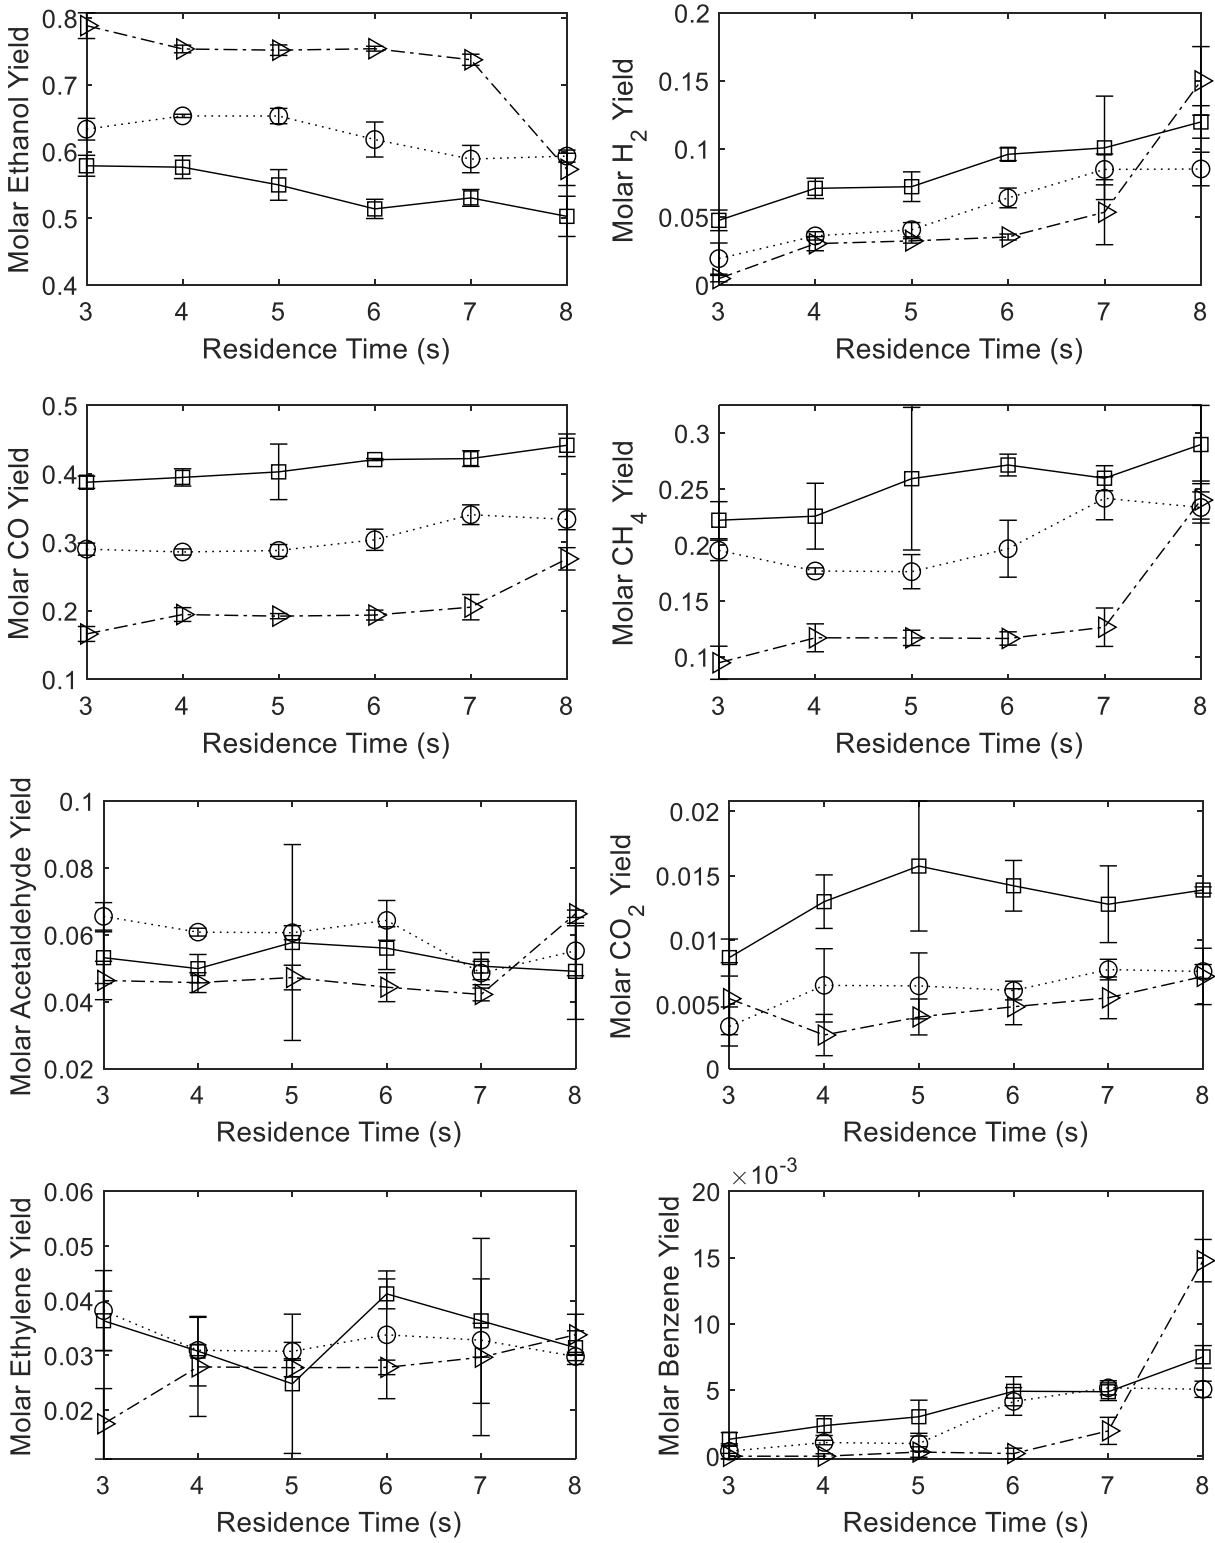 Molar Ethanol Yield
0.8
0.7
0.6
0.5
0.4
3 4 5 6 7 8
Residence Time (s)
Molar H2 Yield
0.2
0.15
0.1
0.05
0
3 4 5 6 7 8
Residence Time (s)
Molar CO Yield
0.5
0.4
0.3
0.2
0.1
3 4 5 6 7 8
Residence Time (s)
Molar CH4 Yield
0.3
0.25
0.2
0.15
0.1
3 4 5 6 7 8
Residence Time (s)
Molar Acetaldehyde Yield
0.1
0.08
0.06
0.04
0.02
3 4 5 6 7 8
Residence Time (s)
Molar CO2 Yield
0.02
0.015
0.01
0.005
0
3 4 5 6 7 8
Residence Time (s)
Molar Ethylene Yield
0.06
0.05
0.04
0.03
0.02
3 4 5 6 7 8
Residence Time (s)
Molar Benzene Yield
×10-3
20
15
10
5
0
3 4 5 6 7 8
Residence Time (s)